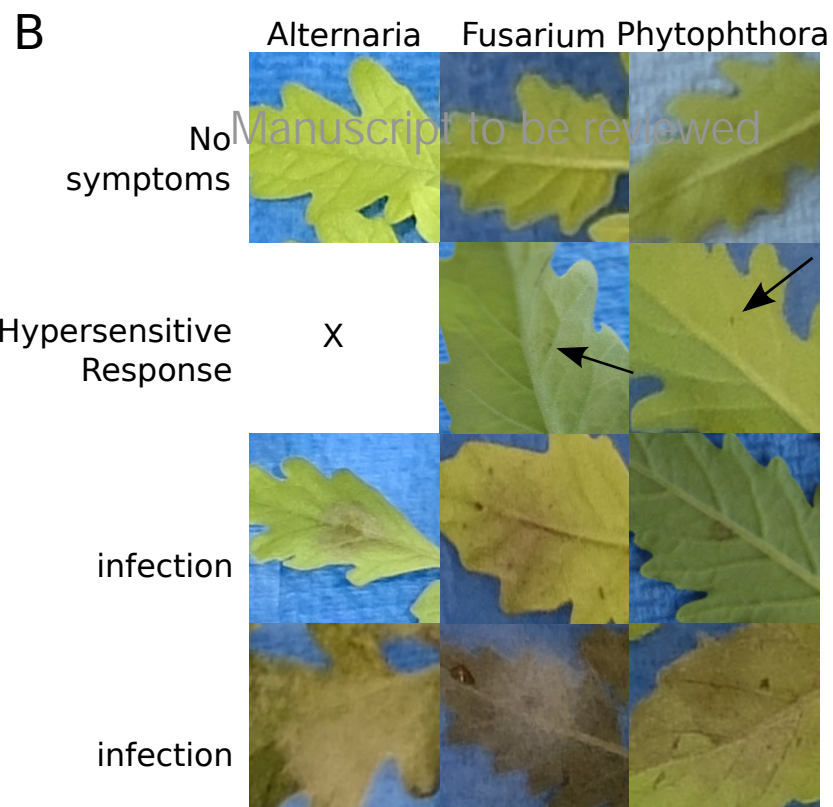 B
Alternaria Fusarium Phytophthora
Manuscript to be reviewed
No
symptoms
Hypersensitive
Response
X
infection
infection